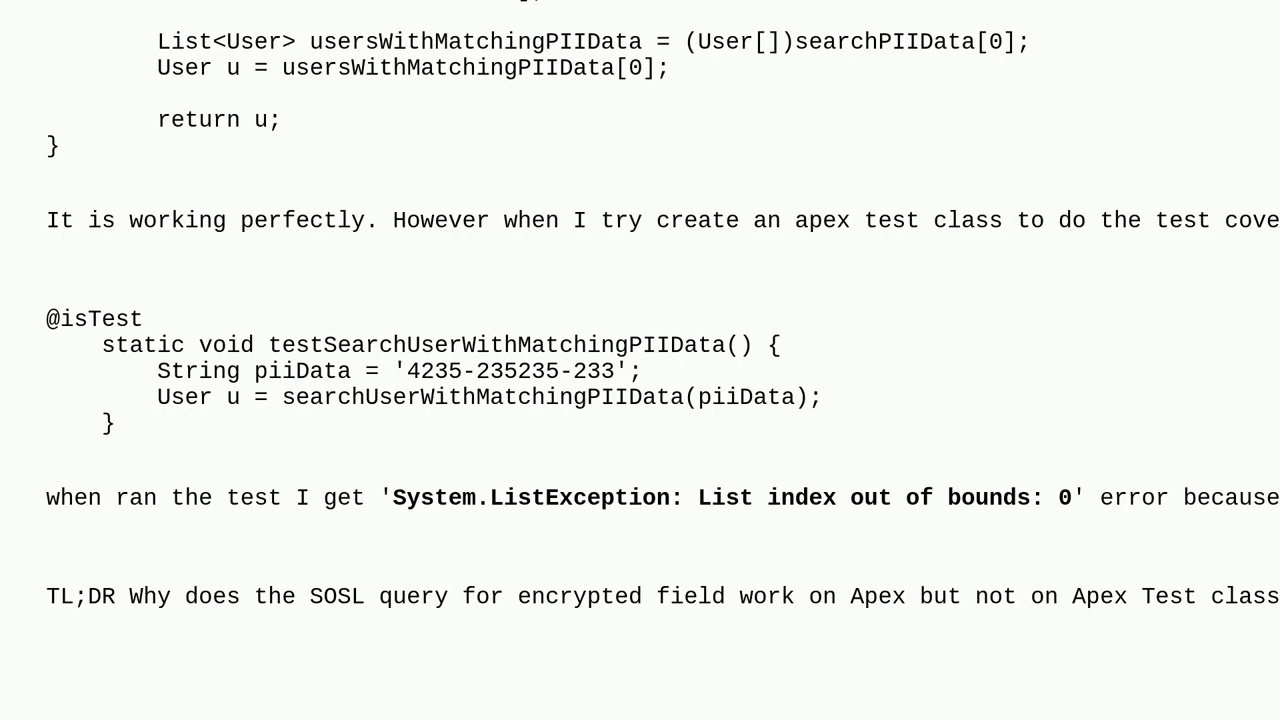 List<User> usersWithMatchingPIIData = (User[])searchPIIData[0];
User u = usersWithMatchingPIIData[0];
return u;
}
It is working perfectly. However when I try create an apex test class to do the test cove
@isTest
static void testSearchUserWithMatchingPIIData() {
String piiData = '4235-235235-233';
User u = searchUserWithMatchingPIIData(piiData);
}
when ran the test I get 'System.ListException: List index out of bounds: 0' error because
TL;DR Why does the SOSL query for encrypted field work on Apex but not on Apex Test class